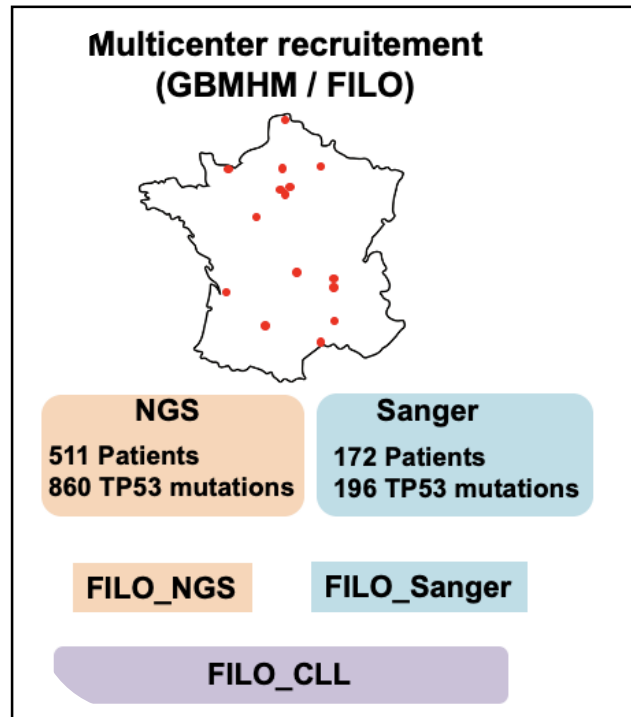 Multicenter recruitement
(GBMHM / FILO)
NGS
511 Patients
860 TP53 mutations
Sanger
172 Patients
196 TP53 mutations
FILO_NGS
FILO_Sanger
FILO_CLL